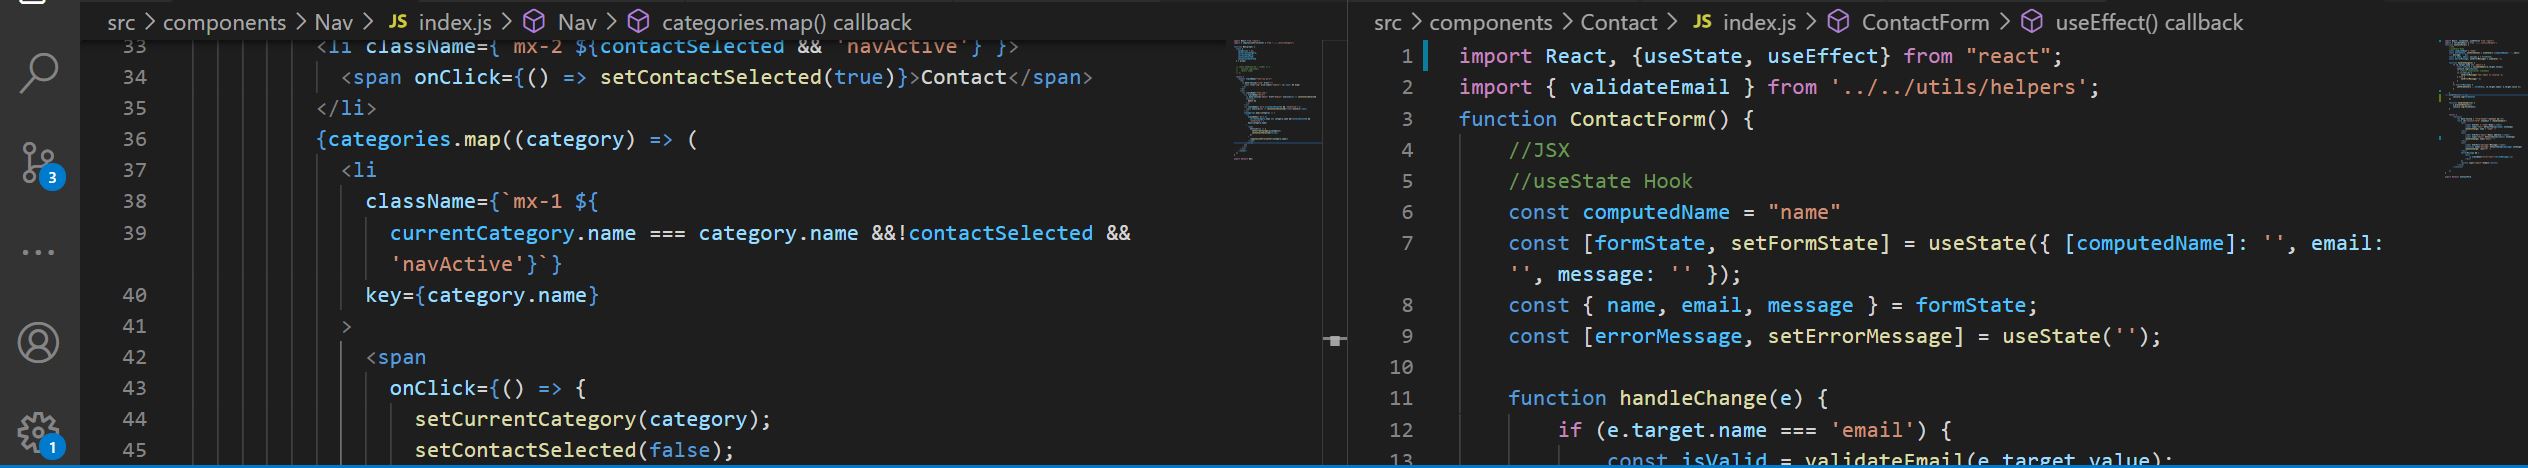 src > components > Nav > JS index.js > Nav > categories.map() callback
33 <li className={`mx-2 ${contactSelected && 'navActive'}`}>
34 <span onClick={() => setContactSelected(true)}>Contact</span>
35 </li>
36 {categories.map((category) => (
37 <li
38 className={`mx-1 ${
39 currentCategory.name === category.name &&!contactSelected &&
'navActive'}`}
40 key={category.name}
41 >
42 <span
43 onClick={() => {
44 setCurrentCategory(category);
45 setContactSelected(false);
3
1
src > components > Contact > JS index.js > ContactForm > useEffect() callback
1 import React, {useState, useEffect} from "react";
2 import { validateEmail } from '../../utils/helpers';
3 function ContactForm() {
4 //JSX
5 //useState Hook
6 const computedName = "name"
7 const [formState, setFormState] = useState({ [computedName]: '', email:
'', message: '' });
8 const { name, email, message } = formState;
9 const [errorMessage, setErrorMessage] = useState('');
10
11 function handleChange(e) {
12 if (e.target.name === 'email') {
13 const isValid = validateEmail(e.target.value);